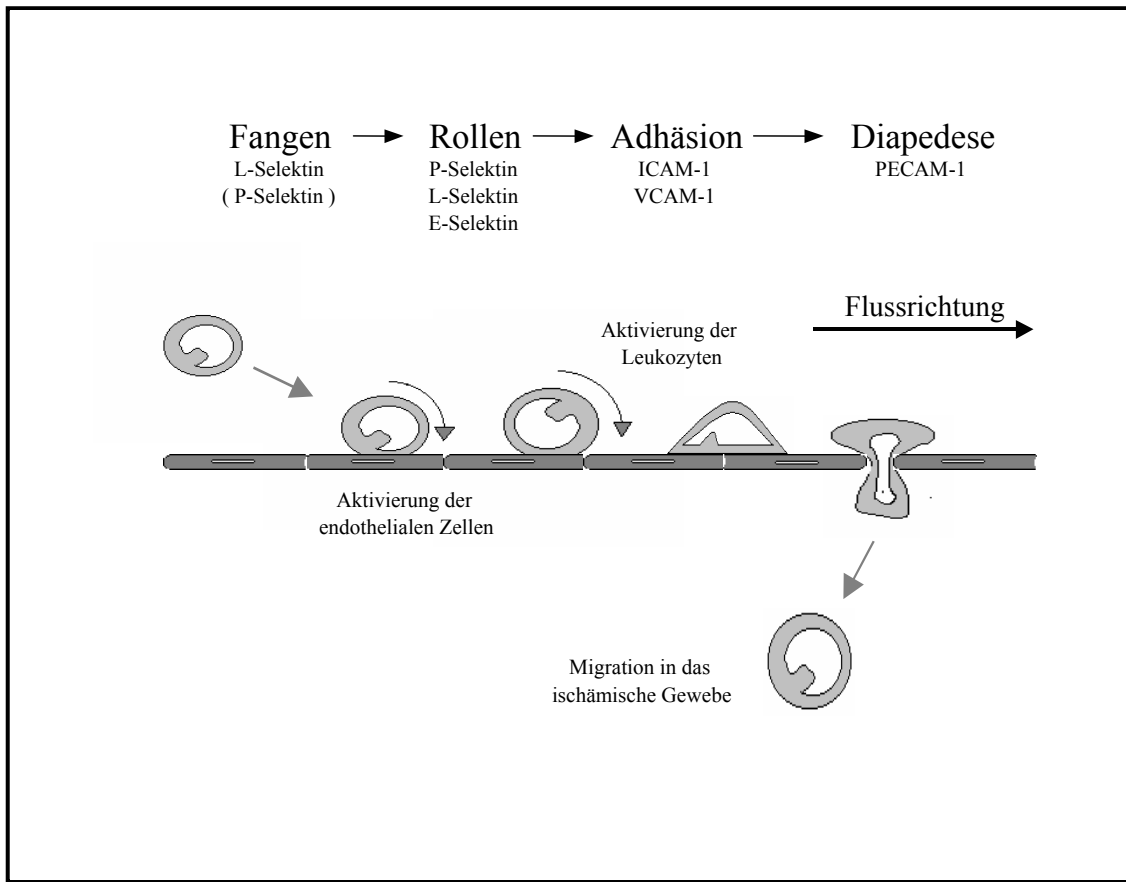 Fangen Rollen Adhäsion Diapedese
L-Selektin P-Selektin ICAM-1 PECAM-1
( P-Selektin ) L-Selektin VCAM-1
E-Selektin
Flussrichtung
Aktivierung der
Leukozyten
Aktivierung der
endothelialen Zellen
Migration in das
ischämische Gewebe